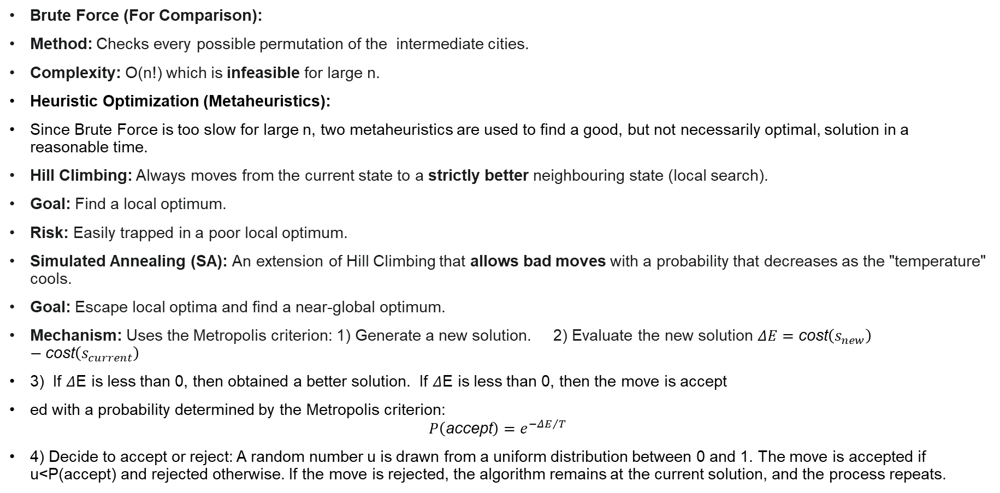 • Brute Force (For Comparison):
• Method: Checks every possible permutation of the  intermediate cities.
• Complexity: O(n!) which is infeasible for large n.
• Heuristic Optimization (Metaheuristics):
• Since Brute Force is too slow for large n, two metaheuristics are used to find a good, but not necessarily optimal, solution in a
reasonable time.
• Hill Climbing: Always moves from the current state to a strictly better neighbouring state (local search).
• Goal: Find a local optimum.
• Risk: Easily trapped in a poor local optimum.
• Simulated Annealing (SA): An extension of Hill Climbing that allows bad moves with a probability that decreases as the "temperature"
cools.
• Goal: Escape local optima and find a near-global optimum.
• Mechanism: Uses the Metropolis criterion: 1) Generate a new solution.     2) Evaluate the new solution ΔE = cost(s_new)
− cost(s_current)
• 3)  If ΔE is less than 0, then obtained a better solution.  If ΔE is less than 0, then the move is accept
• ed with a probability determined by the Metropolis criterion:
P(accept) = e^{−ΔE/T}
• 4) Decide to accept or reject: A random number u is drawn from a uniform distribution between 0 and 1. The move is accepted if
u<P(accept) and rejected otherwise. If the move is rejected, the algorithm remains at the current solution, and the process repeats.